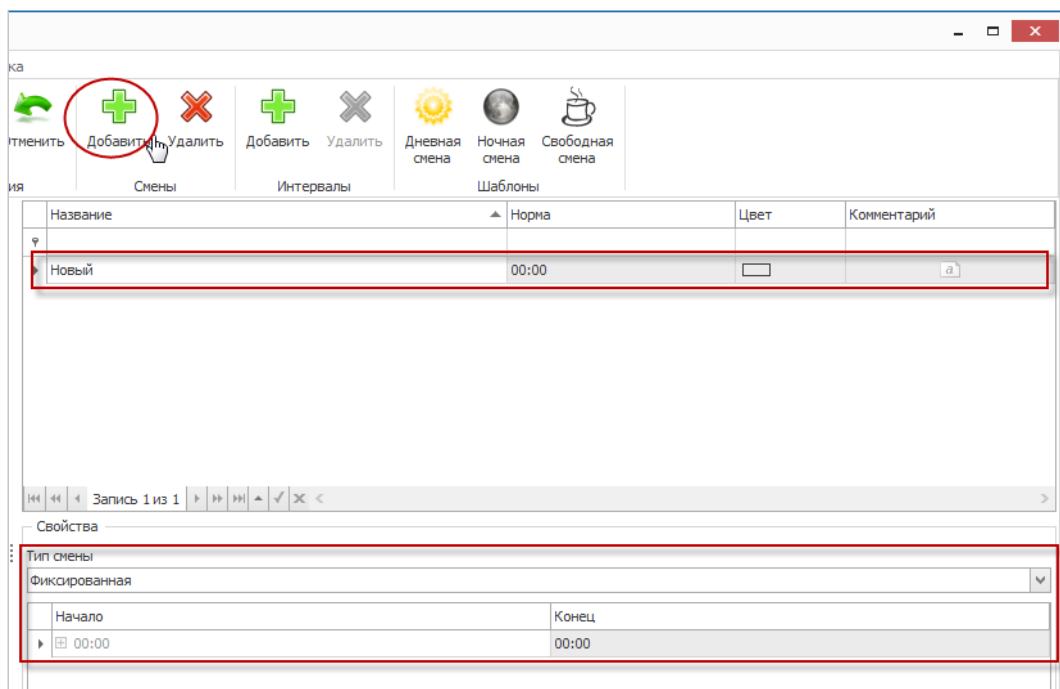 ка
тменить Добавить Удалить Добавить Удалить Дневная смена Ночная смена Свободная смена
ия Смены Интервалы Шаблоны
Название Норма Цвет Комментарий
Новый 00:00 a
Запись 1 из 1
Свойства
Тип смены
Фиксированная
Начало Конец
00:00 00:00